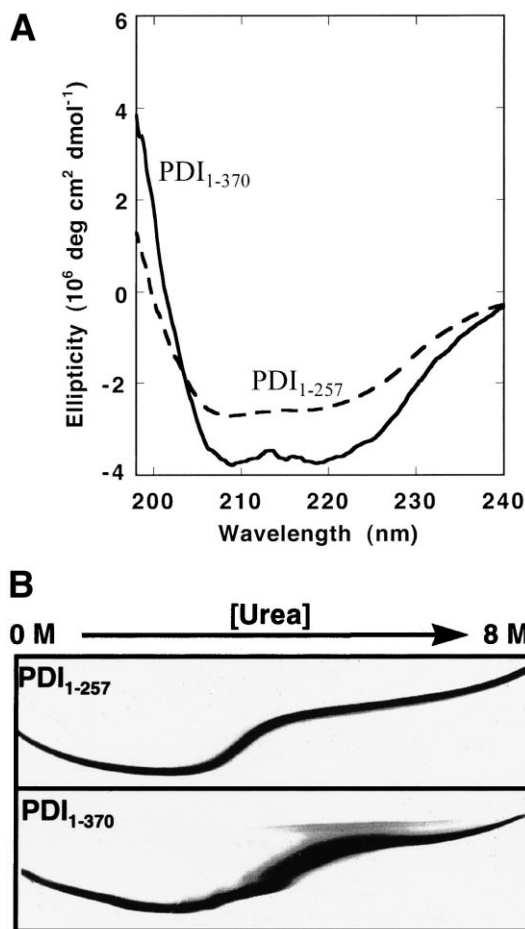 A
6
4
2
0
-2
-4
Ellipticity (10⁶ deg cm² dmol⁻¹)
PDI₁₋₃₇₀
PDI₁₋₂₅₇
200 210 220 230 240
Wavelength (nm)
B
[Urea]
0 M 8 M
PDI₁₋₂₅₇
PDI₁₋₃₇₀